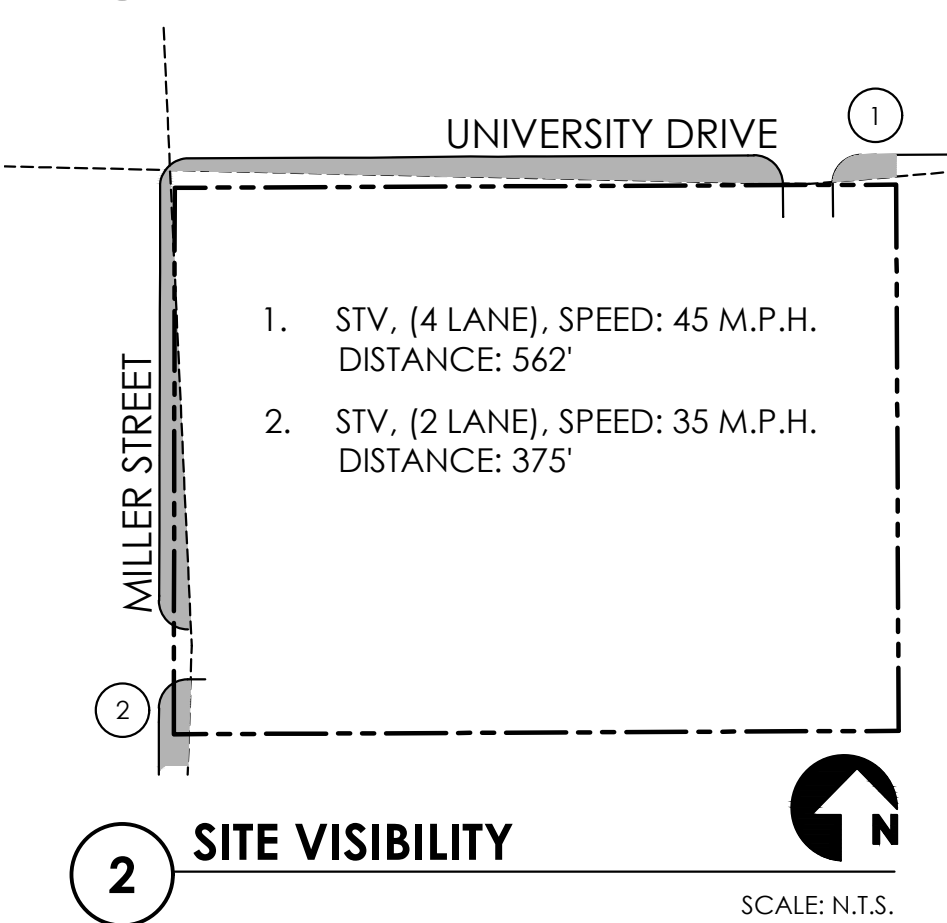 UNIVERSITY DRIVE
1
1. STV, (4 LANE), SPEED: 45 M.P.H.
DISTANCE: 562'
2. STV, (2 LANE), SPEED: 35 M.P.H.
DISTANCE: 375'
MILLER STREET
2
N
2
SITE VISIBILITY
SCALE: N.T.S.